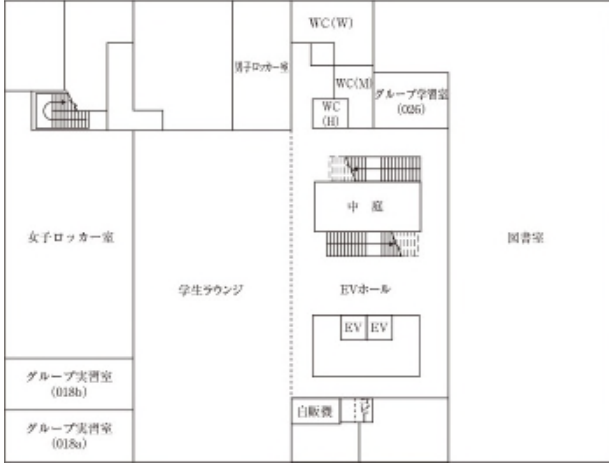 WC(W)
男子ロッカー室
WC(M)
グループ学習室
(026)
WC
(H)
中 庭
女子ロッカー室
図書室
学生ラウンジ
EVホール
EV
EV
グループ実習室
(018b)
自販機
グループ実習室
(018a)